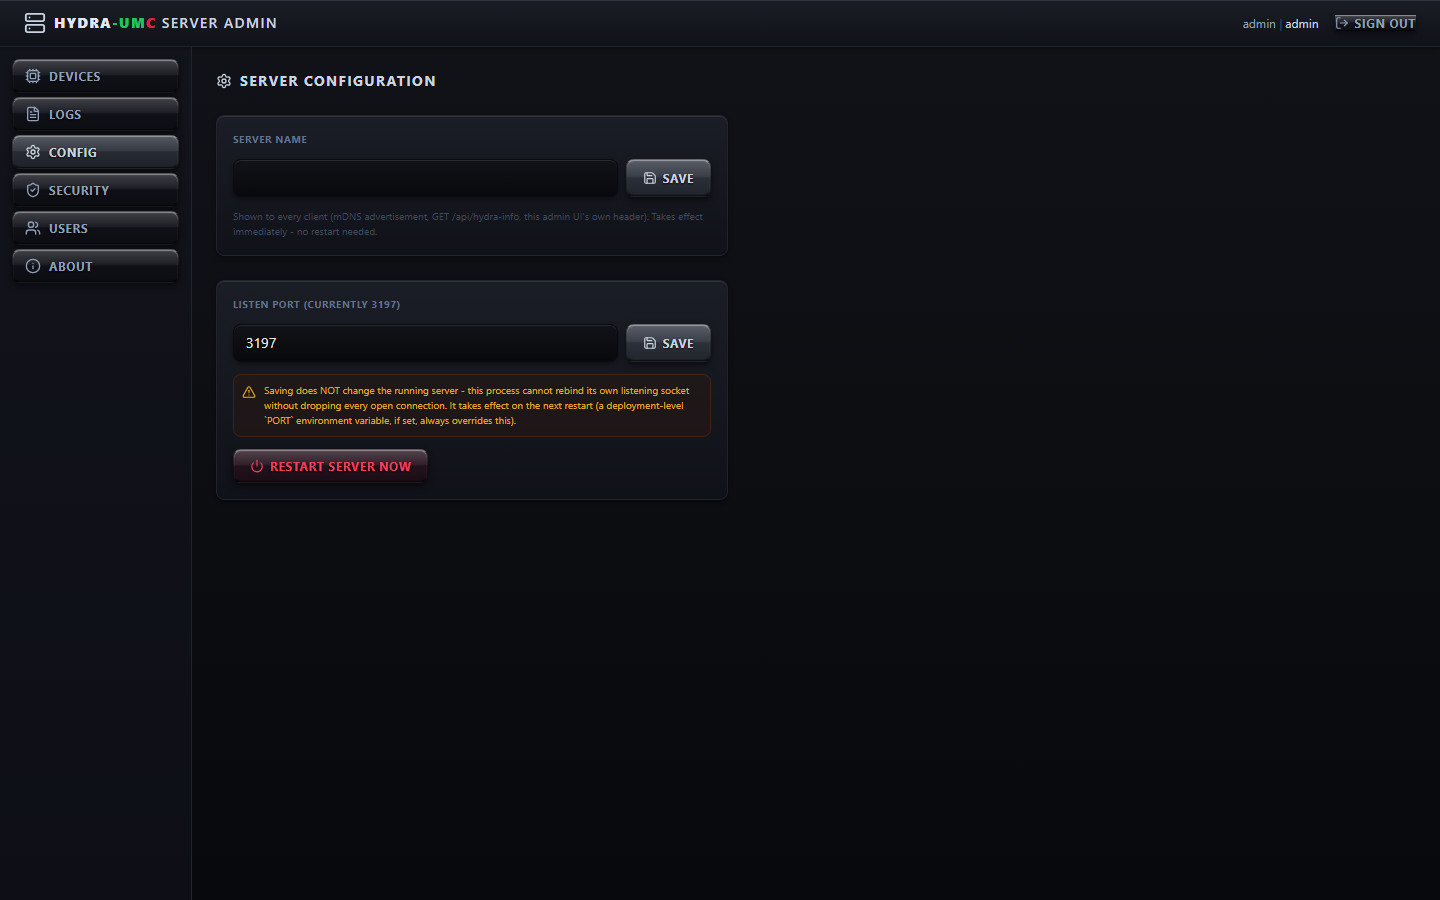 HYDRA-UMC SERVER ADMIN
admin | admin
SIGN OUT
DEVICES
LOGS
CONFIG
SECURITY
USERS
ABOUT
SERVER CONFIGURATION
SERVER NAME
SAVE
Shown to every client (mDNS advertisement, GET /api/hydra-info, this admin UI's own header). Takes effect
immediately - no restart needed.
LISTEN PORT (CURRENTLY 3197)
3197
SAVE
Saving does NOT change the running server - this process cannot rebind its own listening socket
without dropping every open connection. It takes effect on the next restart (a deployment-level
`PORT` environment variable, if set, always overrides this).
RESTART SERVER NOW